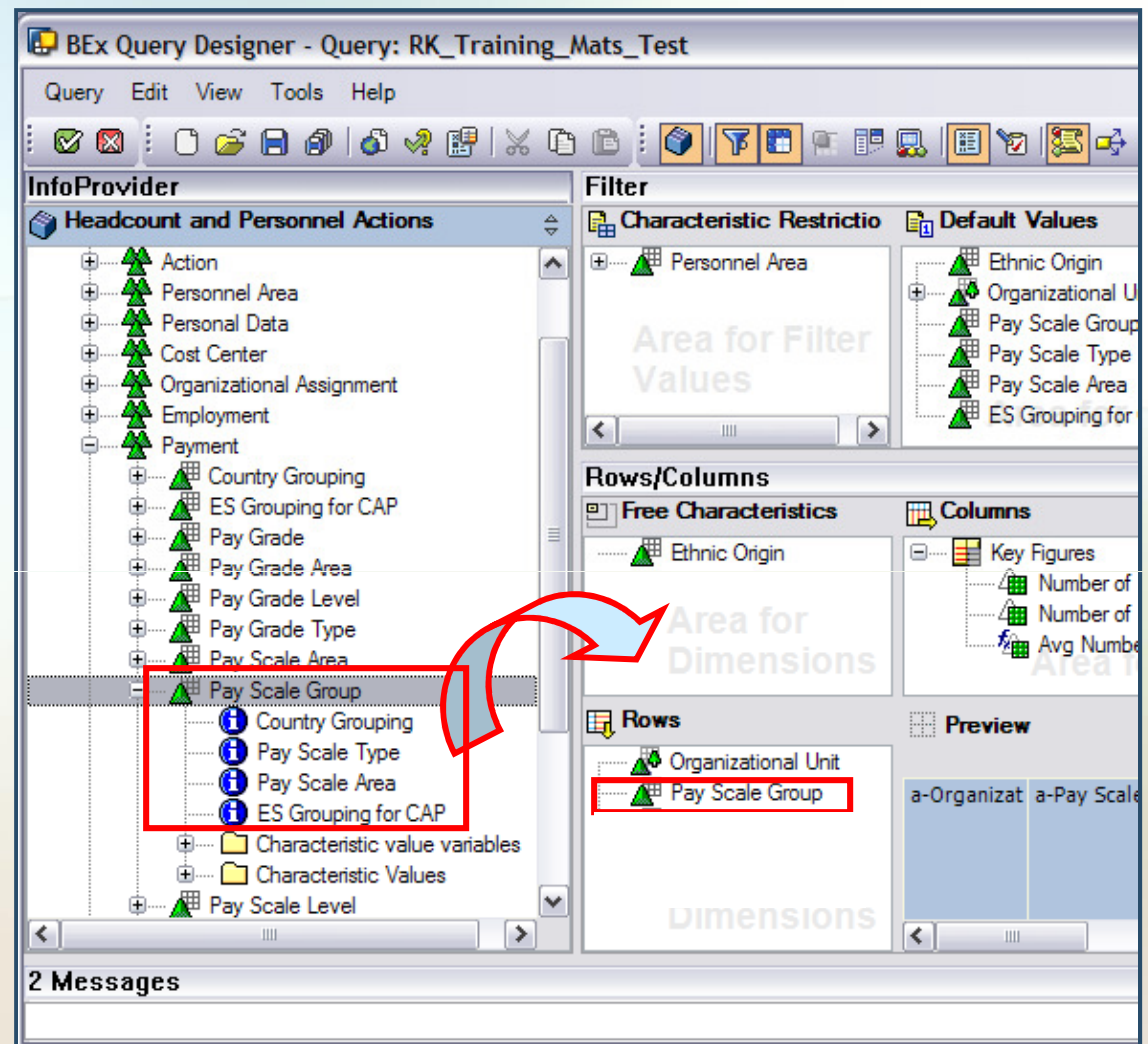 BEx Query Designer - Query: RK_Training_Mats_Test
Query Edit View Tools Help
InfoProvider
Headcount and Personnel Actions
Action
Personnel Area
Personal Data
Cost Center
Organizational Assignment
Employment
Payment
Country Grouping
ES Grouping for CAP
Pay Grade
Pay Grade Area
Pay Grade Level
Pay Grade Type
Pay Scale Area
Pay Scale Group
Country Grouping
Pay Scale Type
Pay Scale Area
ES Grouping for CAP
Characteristic value variables
Characteristic Values
Pay Scale Level
Filter
Characteristic Restrictio
Personnel Area
Area for Filter
Values
Default Values
Ethnic Origin
Organizational U
Pay Scale Group
Pay Scale Type
Pay Scale Area
ES Grouping for
Rows/Columns
Free Characteristics
Ethnic Origin
Area for
Dimensions
Columns
Key Figures
Number of
Number of
Avg Numbe
Area f
Rows
Organizational Unit
Pay Scale Group
Dimensions
Preview
a-Organizat a-Pay Scale
2 Messages